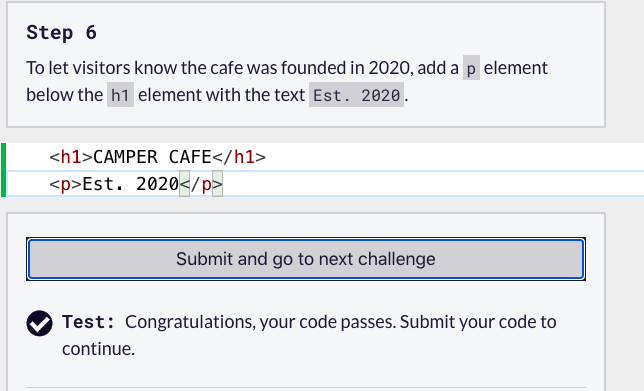 Step 6
To let visitors know the cafe was founded in 2020, add a p element
below the h1 element with the text Est. 2020.
<h1>CAMPER CAFE</h1>
<p>Est. 2020</p>
Submit and go to next challenge
Test: Congratulations, your code passes. Submit your code to
continue.